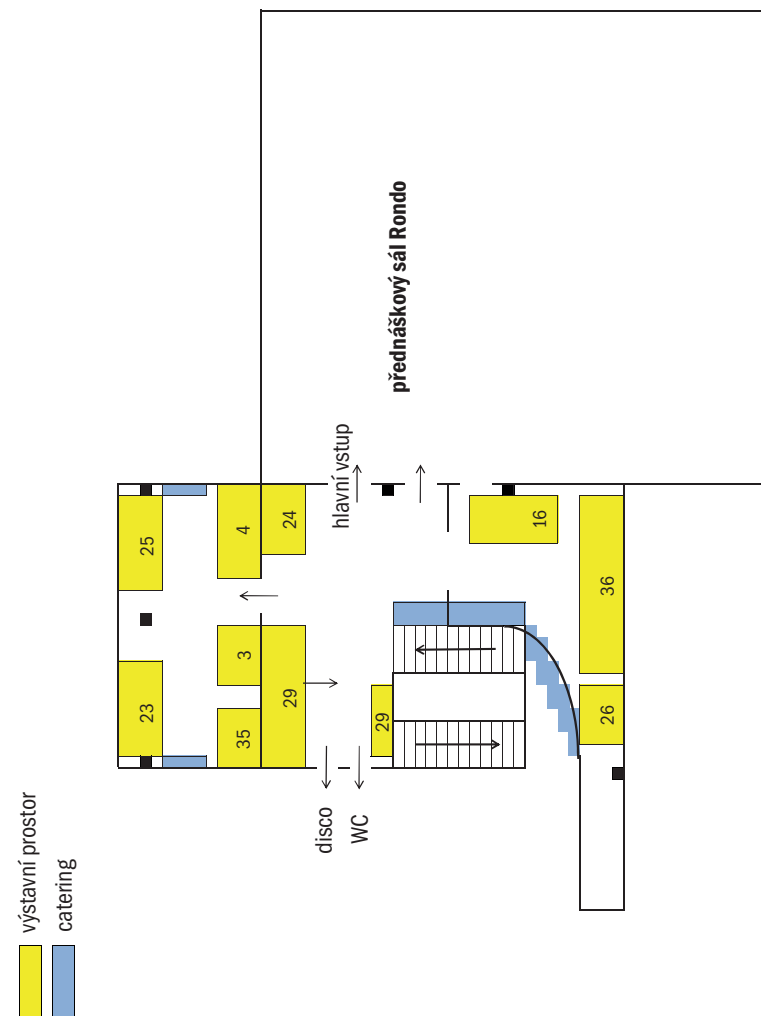 výstavní prostor
catering
23 25
35 3 4
29 24
disco
hlavní vstup
WC
29
přědnáškový sál Rondo
16
26 36